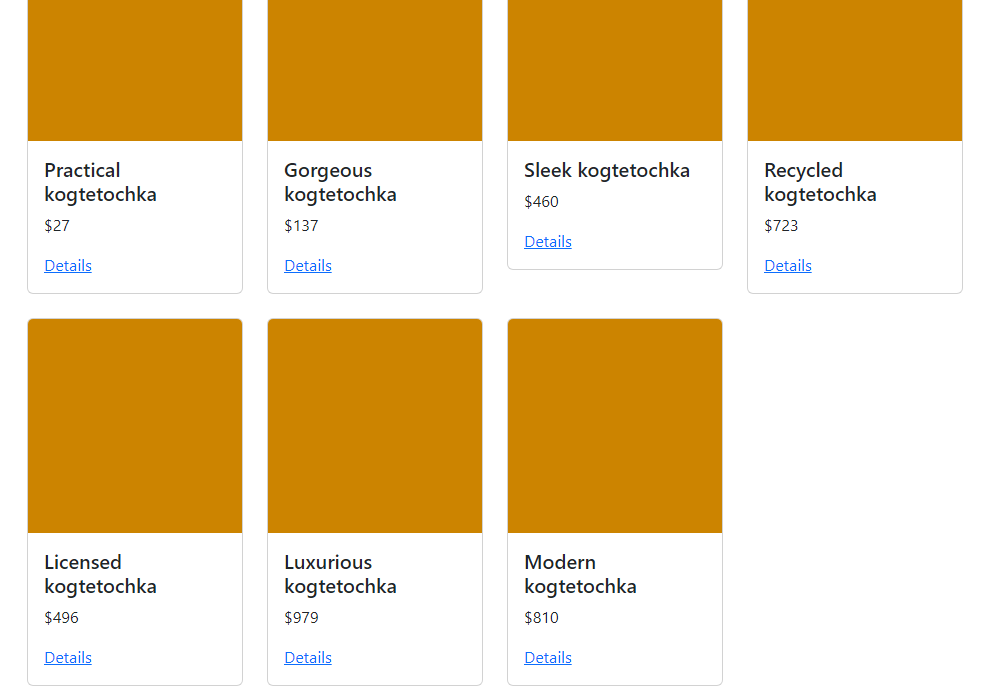 Practical
kogtetochka
$27
Details
Gorgeous
kogtetochka
$137
Details
Sleek kogtetochka
$460
Details
Recycled
kogtetochka
$723
Details
Licensed
kogtetochka
$496
Details
Luxurious
kogtetochka
$979
Details
Modern
kogtetochka
$810
Details